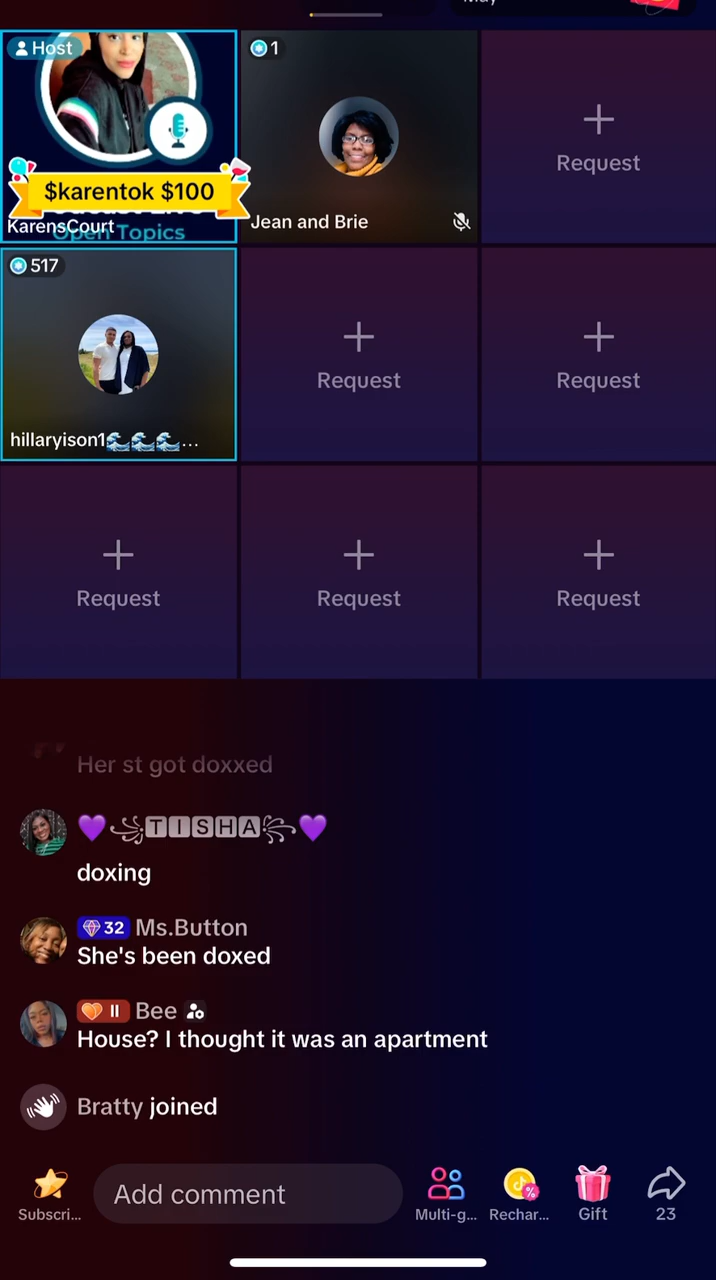 May
Host
$karentok $100
KarensCourt
Open Topics
1
Jean and Brie
Request
517
hillaryison1🌊🌊🌊...
Request
Request
Request
Request
Request
Her st got doxxed
💜꧁🆃🅸🆂🅷🅰꧂💜
doxing
32 Ms.Button
She's been doxed
II Bee
House? I thought it was an apartment
Bratty joined
Add comment
Subscri...
Multi-g...
Rechar...
Gift
23